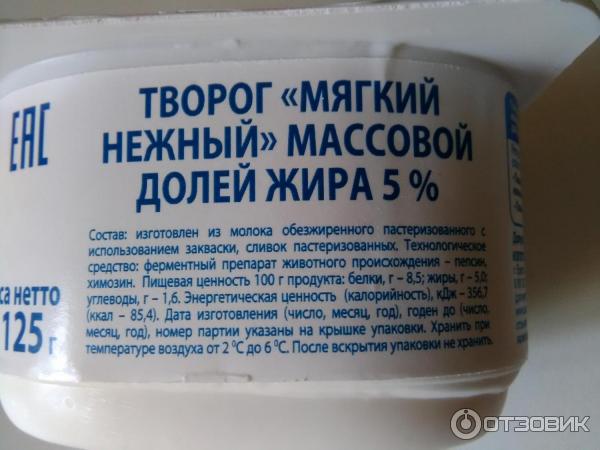 EAC
ТВОРОГ «МЯГКИЙ
НЕЖНЫЙ» МАССОВОЙ
ДОЛЕЙ ЖИРА 5 %
Состав: изготовлен из молока обезжиренного пастеризованного с
использованием закваски, сливок пастеризованных. Технологическое
средство: ферментный препарат животного происхождения – пепсин,
химозин. Пищевая ценность 100 г продукта: белки, г – 8,5; жиры, г – 5,0;
углеводы, г – 1,6. Энергетическая ценность (калорийность), кДж – 356,7
(ккал – 85,4). Дата изготовления (число, месяц, год), годен до (число,
месяц, год), номер партии указаны на крышке упаковки. Хранить при
температуре воздуха от 2 °С до 6 °С. После вскрытия упаковки не хранить.
са нетто
125 г
ОТЗОВИК